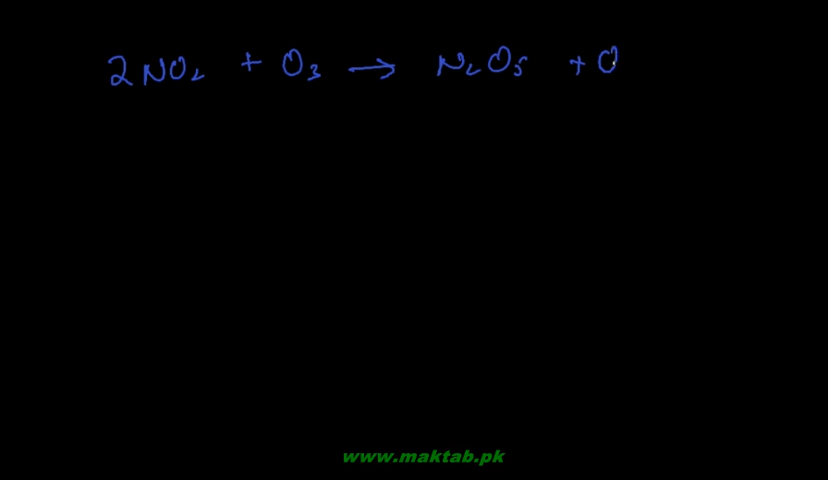 2NO₂ + O₃ → N₂O₅ + O
www.maktab.pk